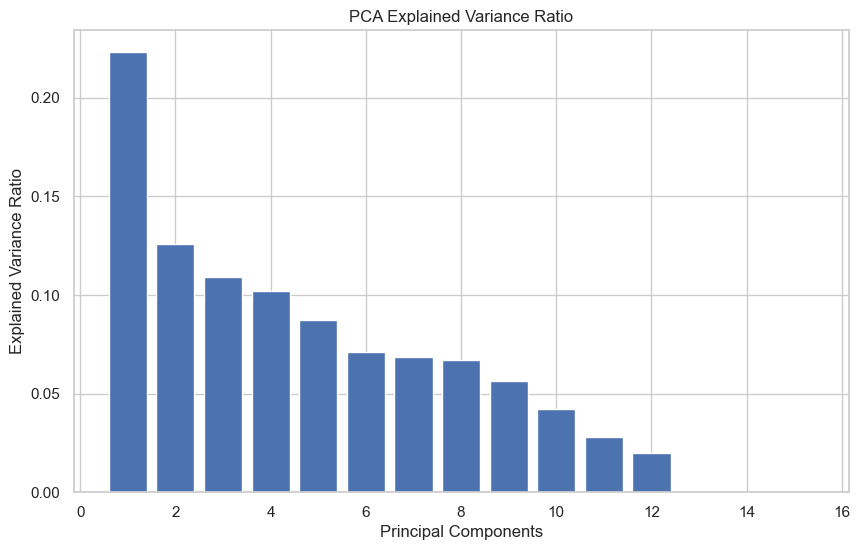 PCA Explained Variance Ratio
Explained Variance Ratio
0.20
0.15
0.10
0.05
0.00
0 2 4 6 8 10 12 14 16
Principal Components